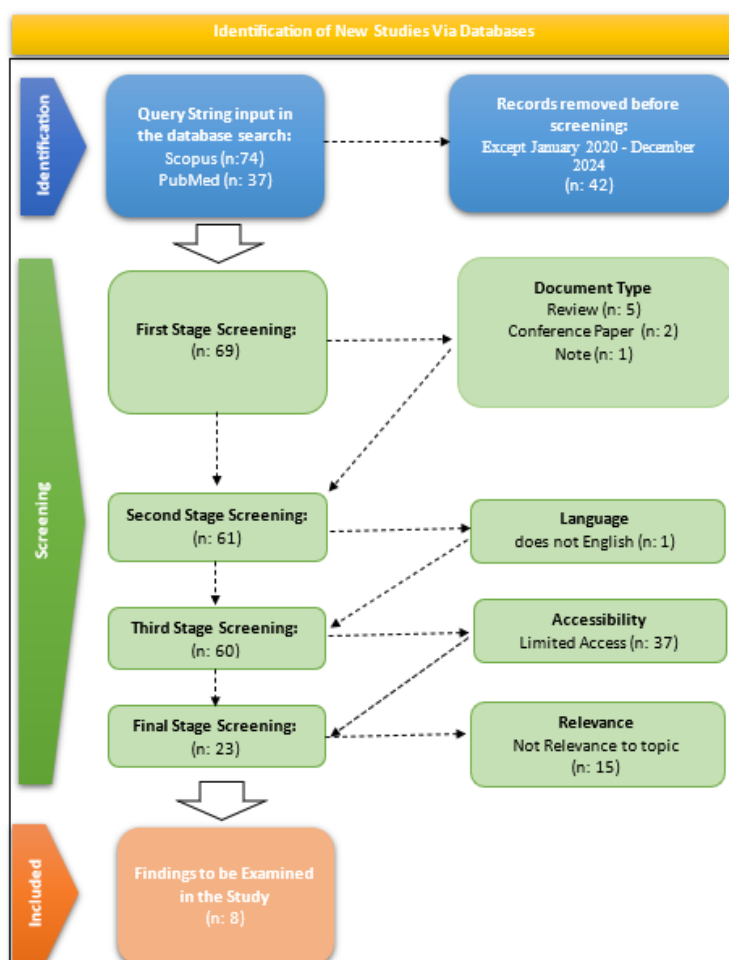 Identification of New Studies Via Databases
Identification
Query String input in
the database search:
Scopus (n:74)
PubMed (n: 37)
Records removed before
screening:
Except January 2020 - December
2024
(n: 42)
Screening
First Stage Screening:
(n: 69)
Document Type
Review (n: 5)
Conference Paper (n: 2)
Note (n: 1)
Second Stage Screening:
(n: 61)
Language
does not English (n: 1)
Third Stage Screening:
(n: 60)
Accessibility
Limited Access (n: 37)
Final Stage Screening:
(n: 23)
Relevance
Not Relevance to topic
(n: 15)
Included
Findings to be Examined
in the Study
(n: 8)